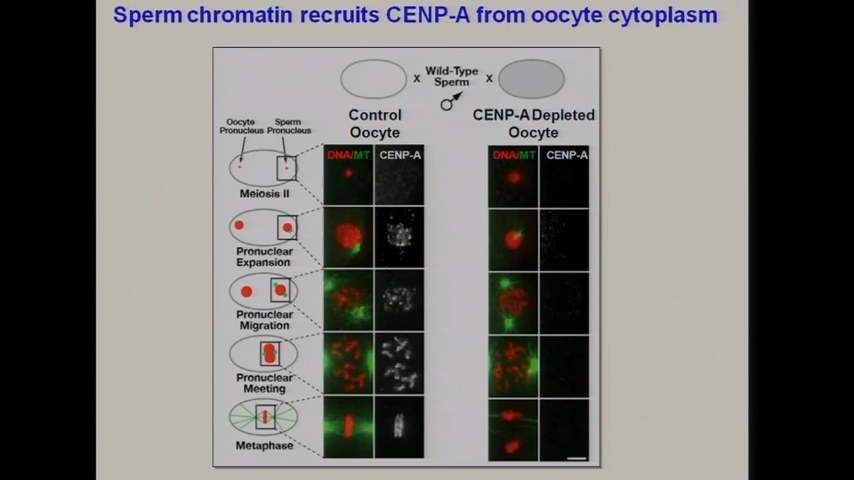 Sperm chromatin recruits CENP-A from oocyte cytoplasm
x Wild-Type Sperm x
Control Oocyte
CENP-A Depleted Oocyte
Oocyte Pronucleus
Sperm Pronucleus
DNA/MT CENP-A
DNA/MT CENP-A
Meiosis II
Pronuclear Expansion
Pronuclear Migration
Pronuclear Meeting
Metaphase